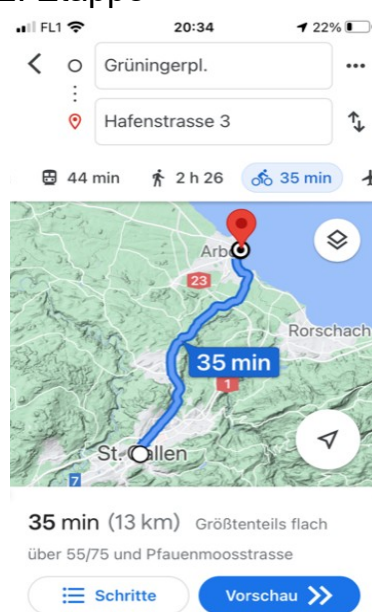 2. Etappe
FL1 20:34 22%
Grüningerpl.
Hafenstrasse 3
44 min 2 h 26 35 min
Arbo
23
Rorschach
35 min
1
St. Gallen
7
35 min (13 km) Größtenteils flach
über 55/75 und Pfauenmoosstrasse
Schritte Vorschau